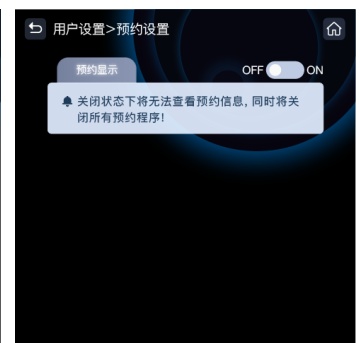 用户设置>预约设置
预约显示
OFF ON
关闭状态下将无法查看预约信息, 同时将关
闭所有预约程序!